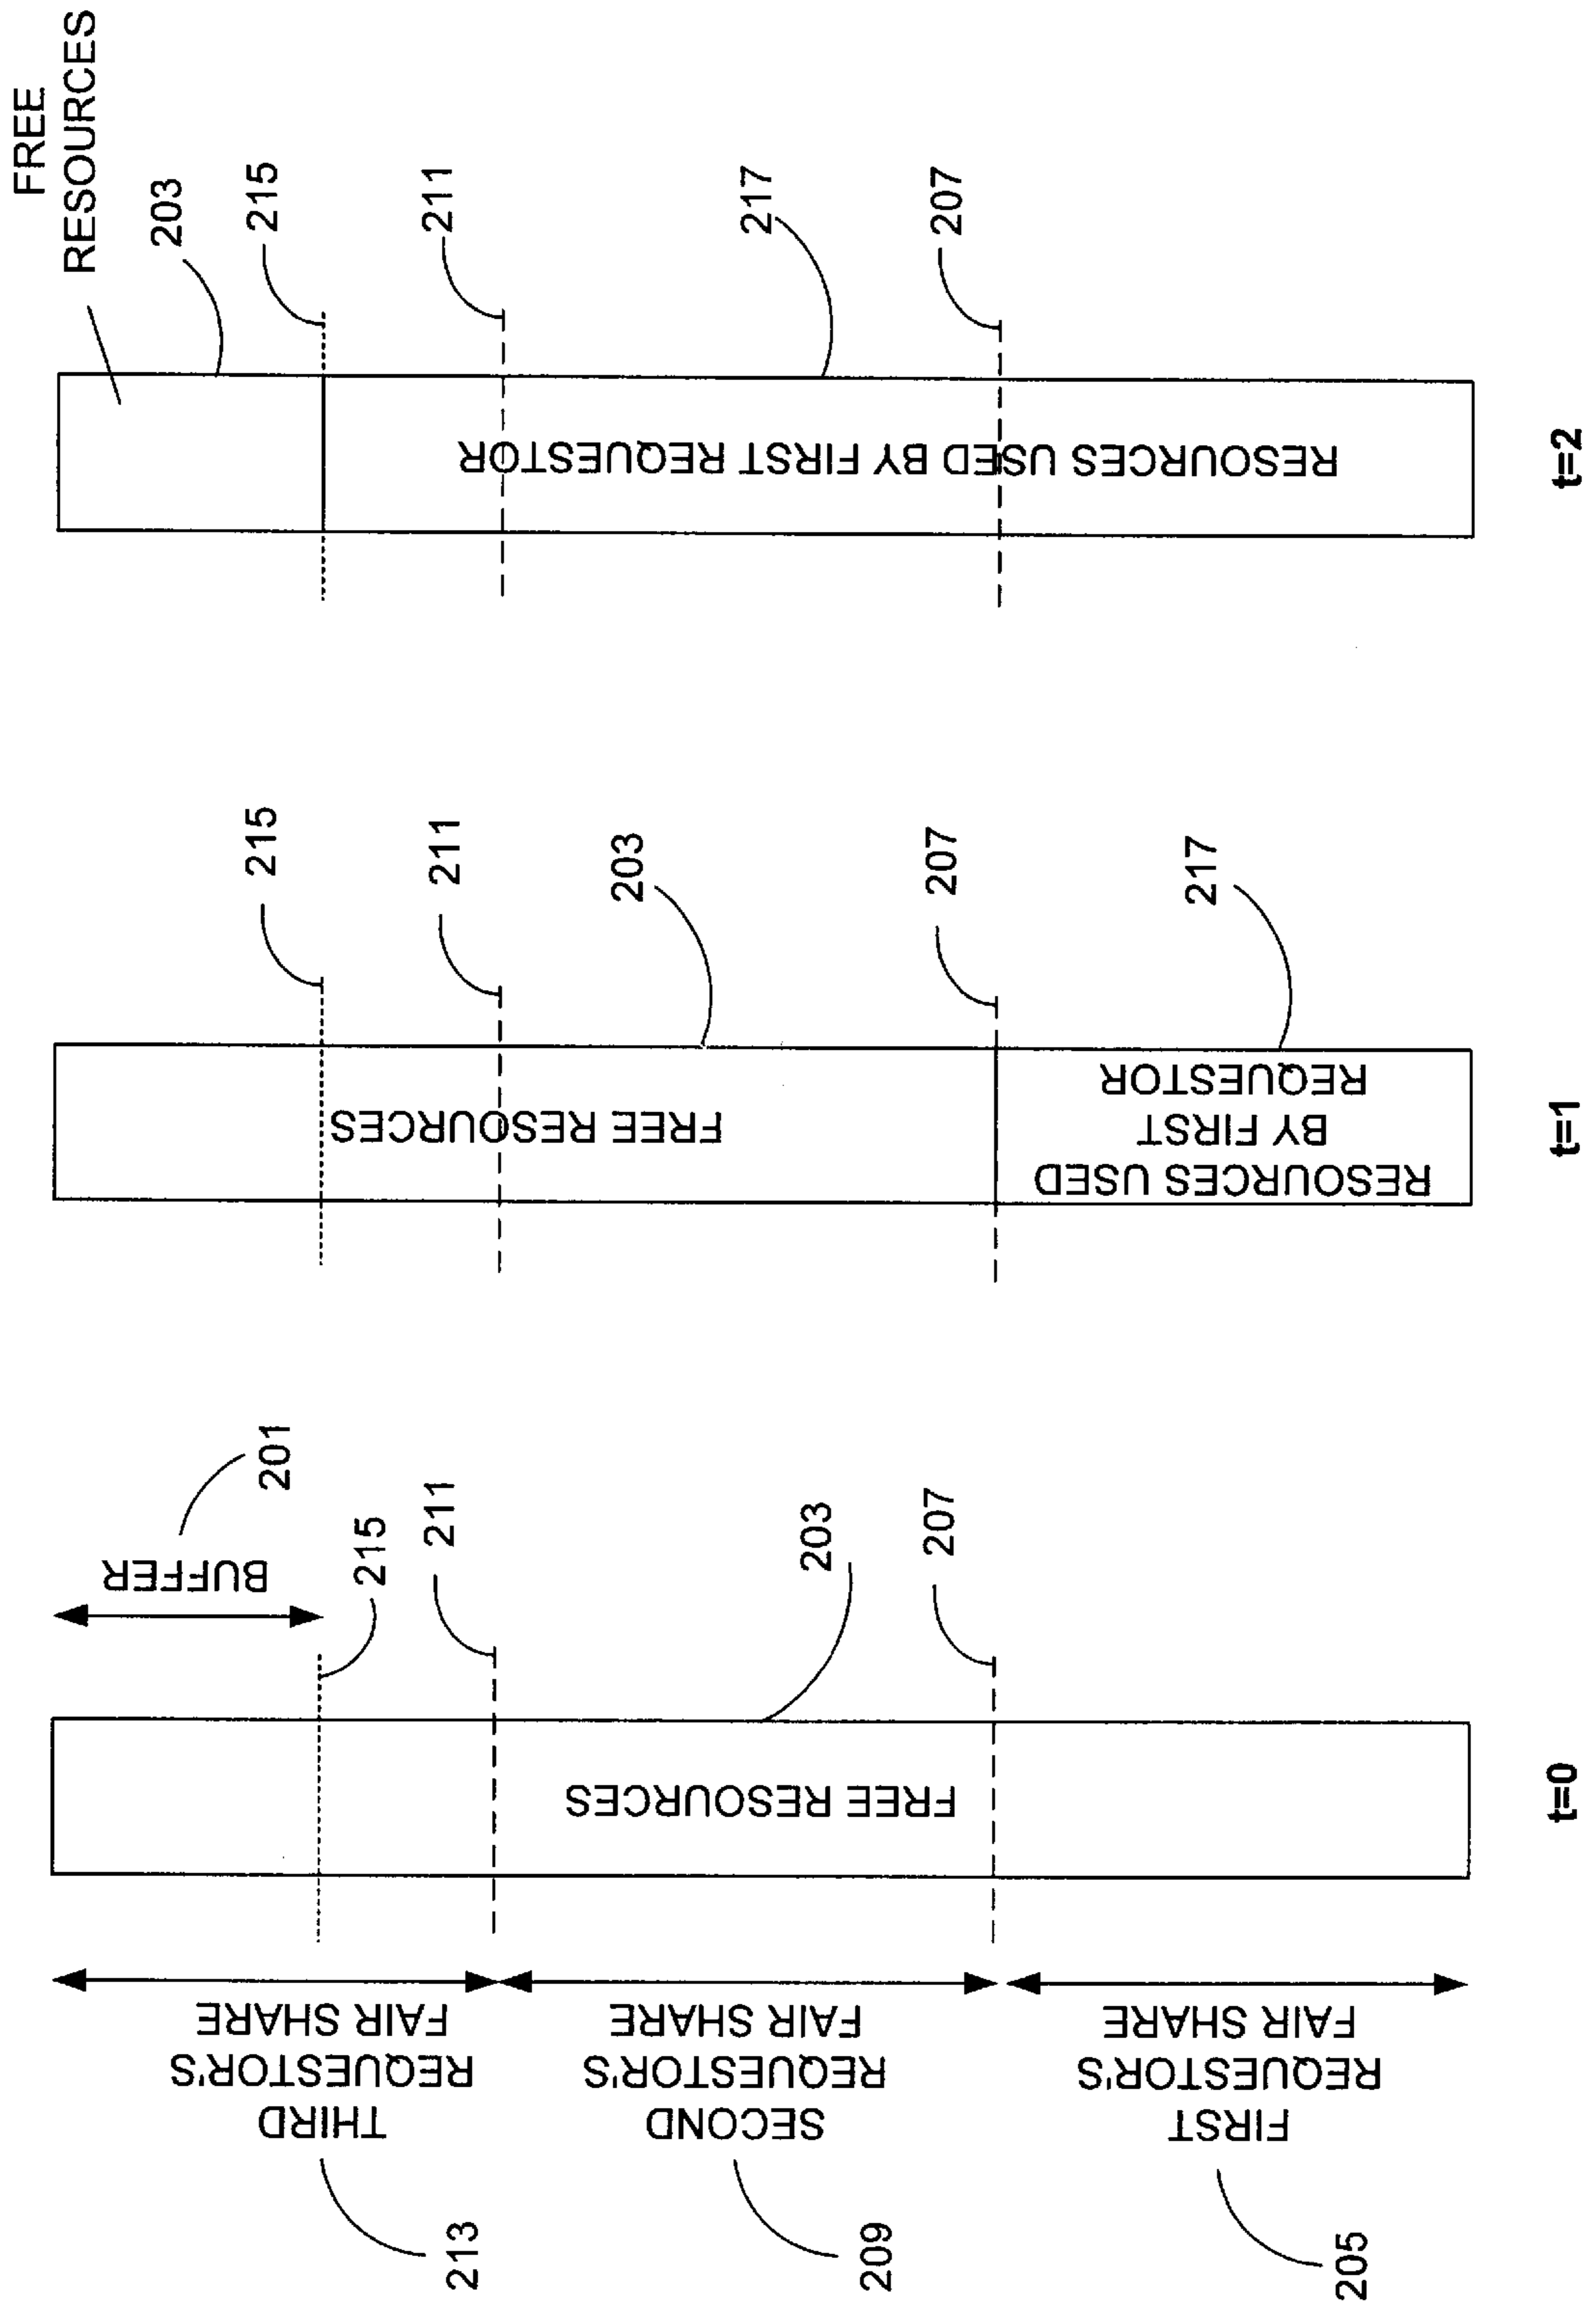 FREE
RESOURCES
203
215
211
217
207
RESOURCES USED BY FIRST REQUESTOR
t=2
215
211
203
207
217
FREE RESOURCES
RESOURCES USED
BY FIRST
REQUESTOR
t=1
BUFFER
201
215
211
203
207
FREE RESOURCES
t=0
THIRD
REQUESTOR'S
FAIR SHARE
213
SECOND
REQUESTOR'S
FAIR SHARE
209
FIRST
REQUESTOR'S
FAIR SHARE
205